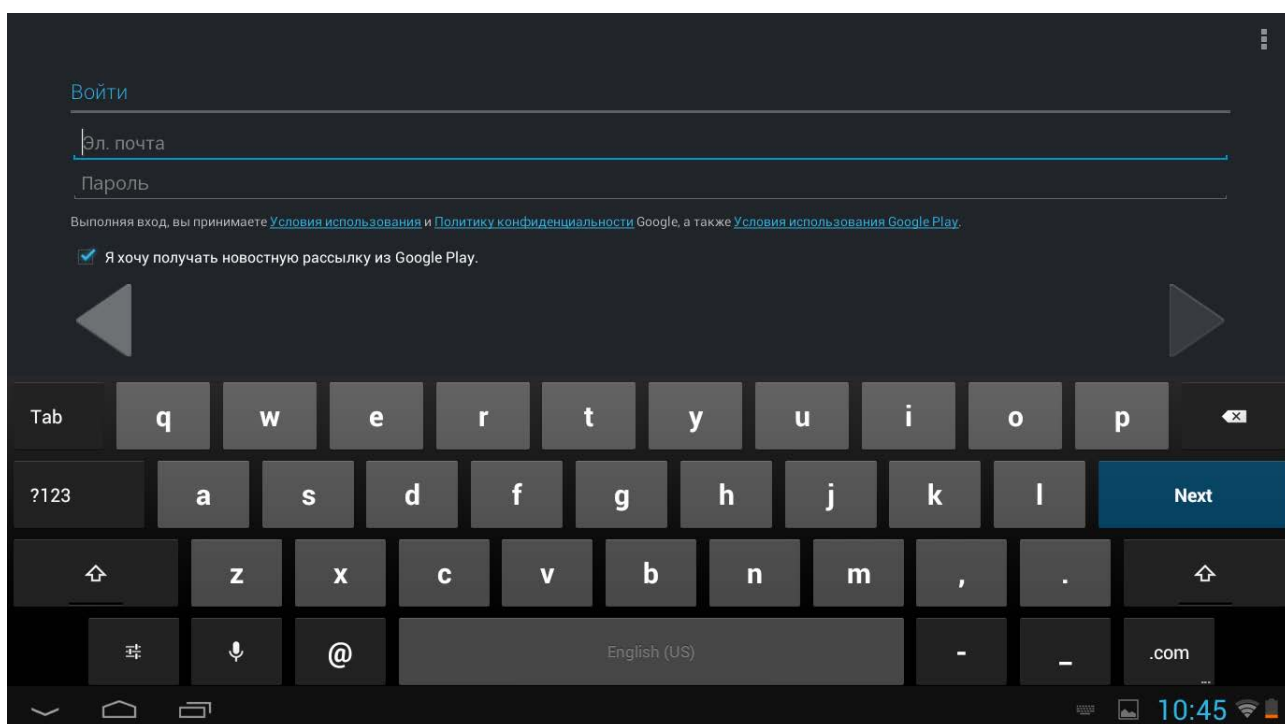 Войти
Эл. почта
Пароль
Выполняя вход, вы принимаете Условия использования и Политику конфиденциальности Google, а также Условия использования Google Play.
Я хочу получать новостную рассылку из Google Play.
Tab q w e r t y u i o p
?123 a s d f g h j k l Next
z x c v b n m , .
@ English (US) - _ .com ...
10:45